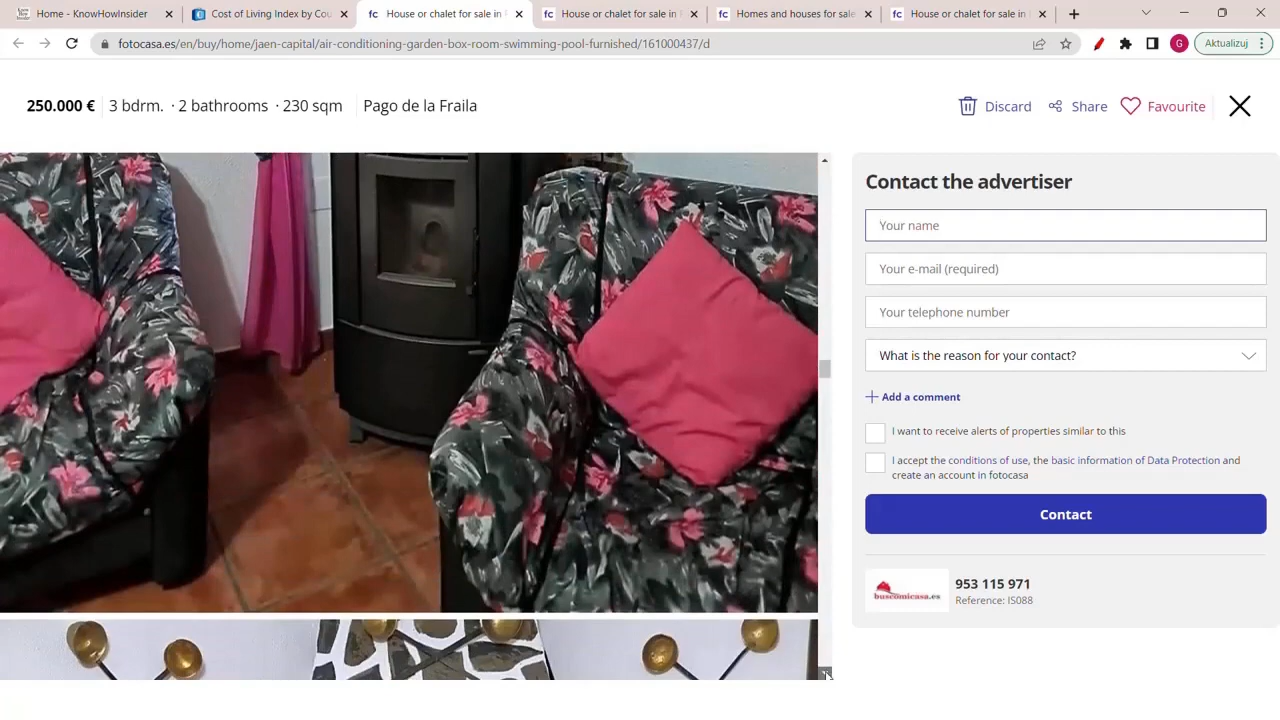 Home - KnowHowInsider
Cost of Living Index by Cou
House or chalet for sale in
House or chalet for sale in
Homes and houses for sale
House or chalet for sale in
fotocasa.es/en/buy/home/jaen-capital/air-conditioning-garden-box-room-swimming-pool-furnished/161000437/d
G
Aktualizuj
250.000 € 3 bdrm. · 2 bathrooms · 230 sqm Pago de la Fraila
Discard Share Favourite
Contact the advertiser
Your name
Your e-mail (required)
Your telephone number
What is the reason for your contact?
Add a comment
I want to receive alerts of properties similar to this
I accept the conditions of use, the basic information of Data Protection and
create an account in fotocasa
Contact
buscomicasa.es
953 115 971
Reference: IS088